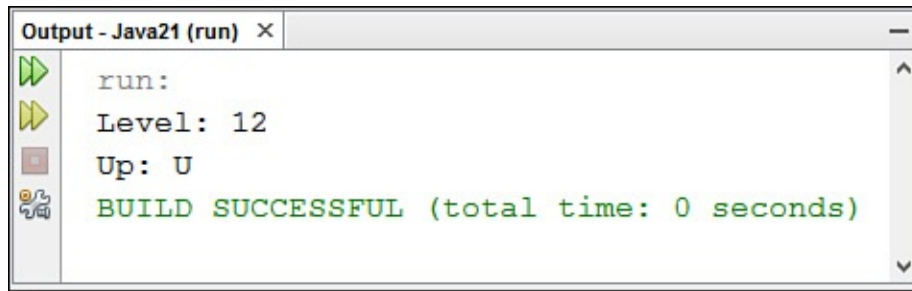 Output - Java21 (run) ×
run:
Level: 12
Up: U
BUILD SUCCESSFUL (total time: 0 seconds)